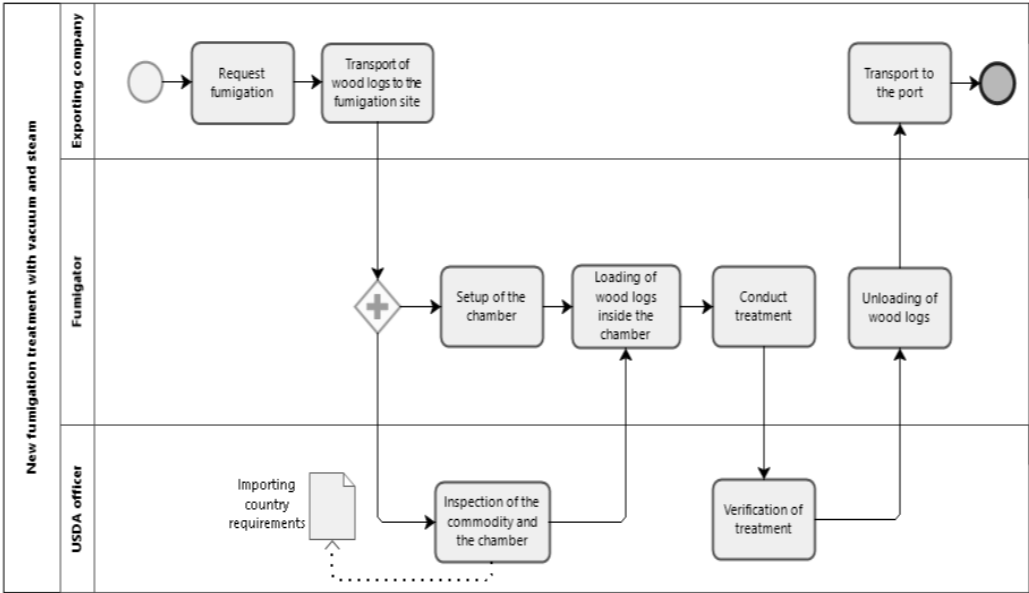 New fumigation treatment with vacuum and steam
Exporting company
Request
fumigation
Transport of
wood logs to the
fumigation site
Transport to
the port
Fumigator
Setup of the
chamber
Loading of
wood logs
inside the
chamber
Conduct
treatment
Unloading of
wood logs
USDA officer
Importing
country
requirements
Inspection of the
commodity and
the chamber
Verification of
treatment